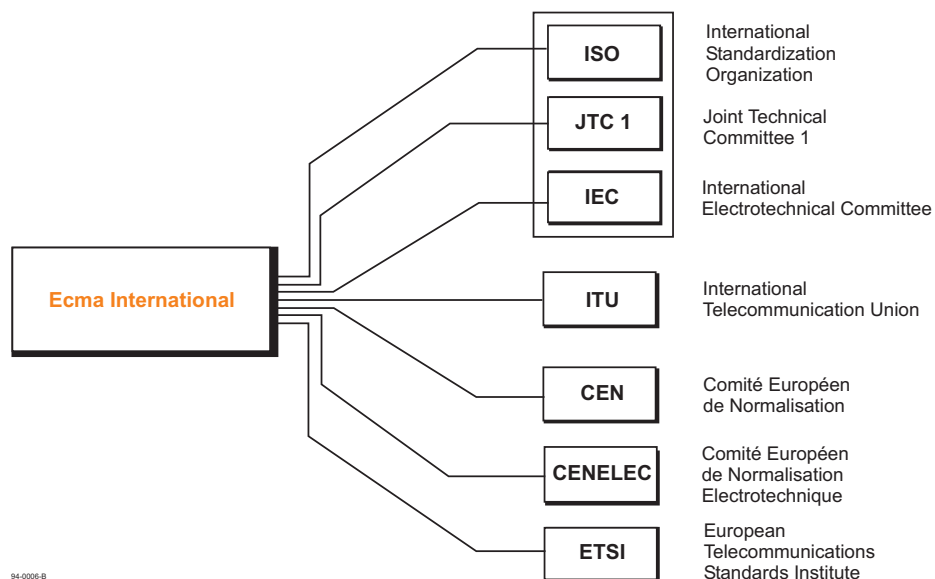 ISO
International
Standardization
Organization
JTC 1
Joint Technical
Committee 1
IEC
International
Electrotechnical Committee
Ecma International
ITU
International
Telecommunication Union
CEN
Comité Européen
de Normalisation
CENELEC
Comité Européen
de Normalisation
Electrotechnique
ETSI
European
Telecommunications
Standards Institute
94-0006-B